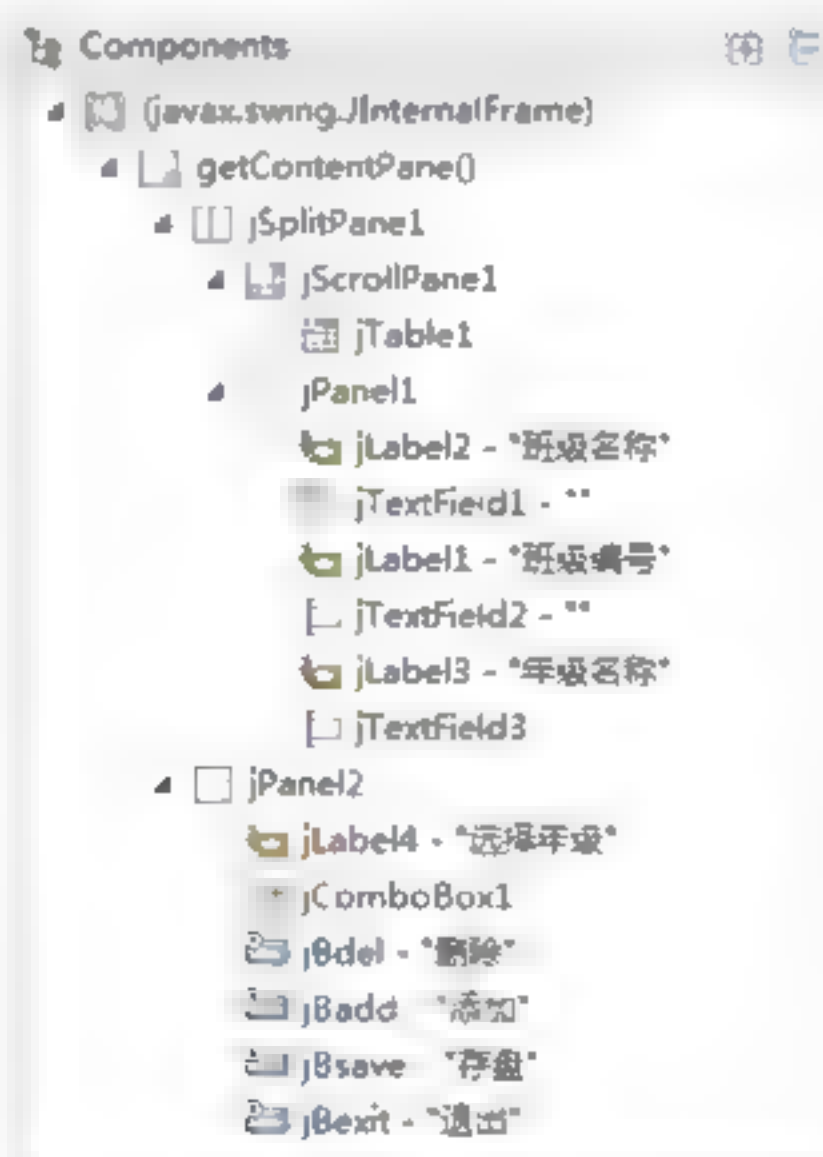 Components
(javax.swing.JInternalFrame)
getContentPane()
jSplitPane1
jScrollPane1
jTable1
jPanel1
jLabel2 - "班级名称"
jTextField1 - ""
jLabel1 - "班级编号"
jTextField2 - ""
jLabel3 - "年级名称"
jTextField3
jPanel2
jLabel4 - "选择年级"
jComboBox1
jBdel - "删除"
jBadd - "添加"
jBsave - "存盘"
jBexit - "退出"